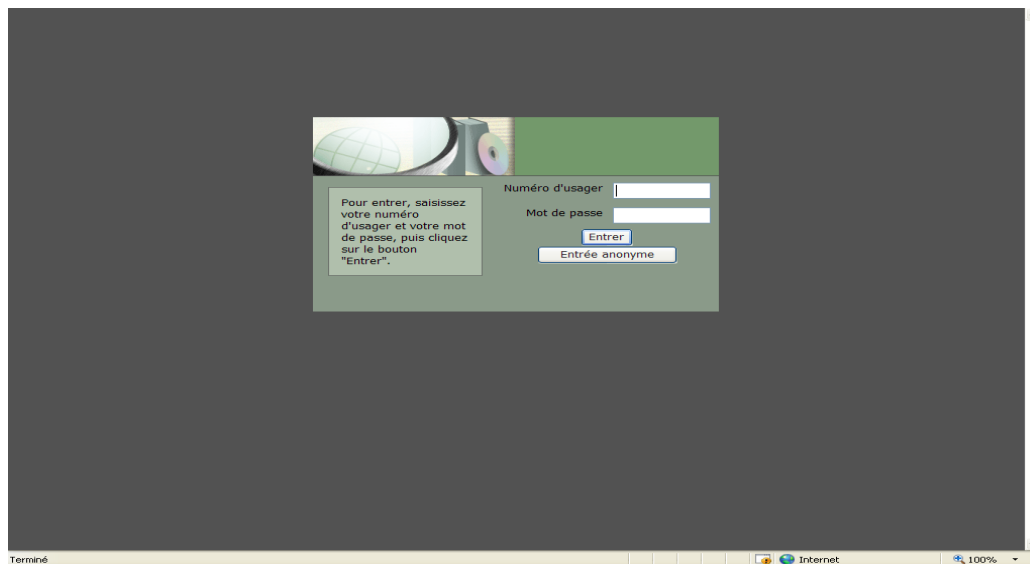 Numéro d'usager
Pour entrer, saisissez
votre numéro
d'usager et votre mot
de passe, puis cliquez
sur le bouton
"Entrer".
Mot de passe
Entrer
Entrée anonyme
Terminé
Internet
100%